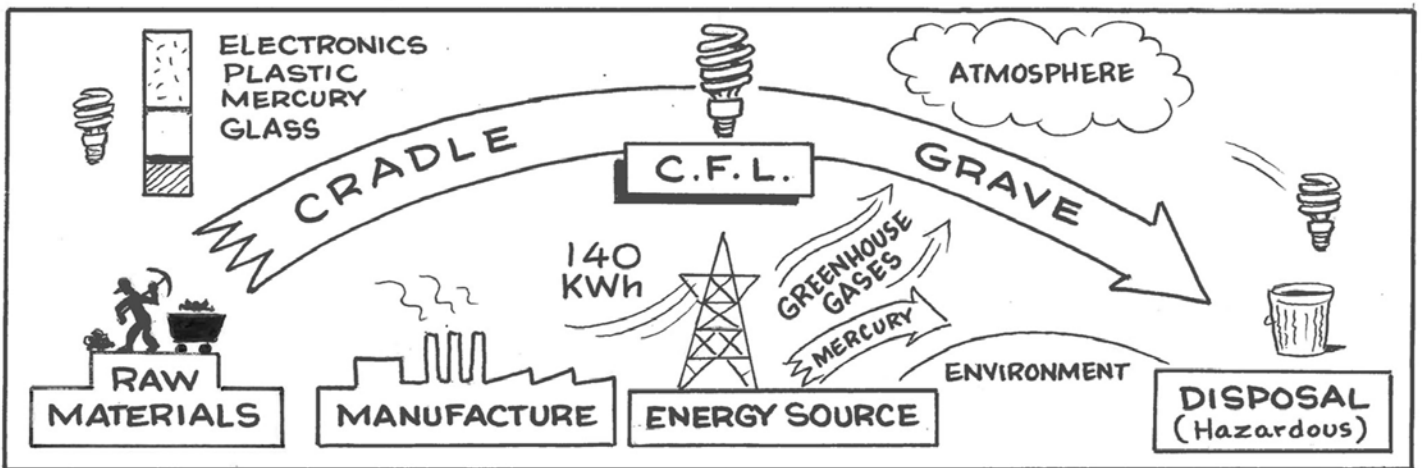 ELECTRONICS
PLASTIC
MERCURY
GLASS
CRADLE
C.F.L.
GRAVE
ATMOSPHERE
140
KWh
GREENHOUSE
GASES
MERCURY
ENVIRONMENT
RAW
MATERIALS
MANUFACTURE
ENERGY SOURCE
DISPOSAL
(Hazardous)